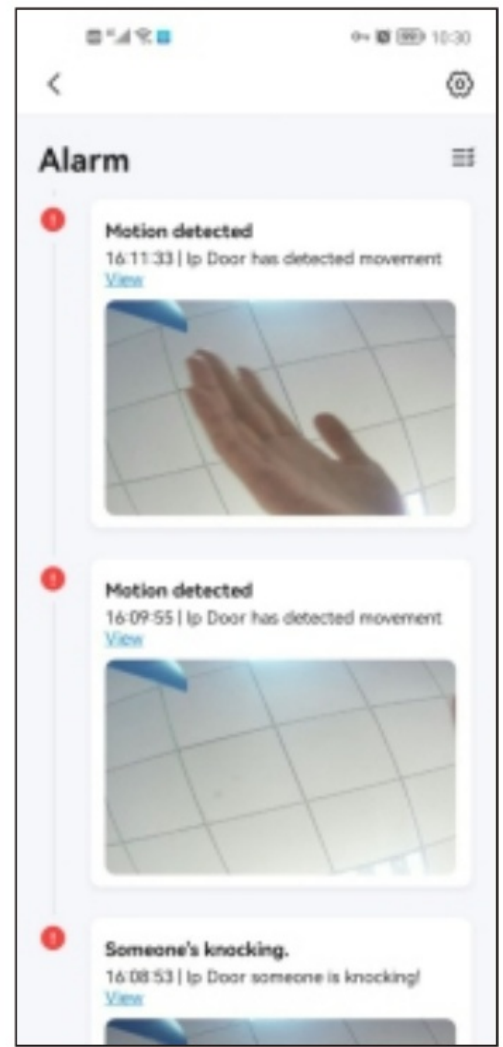 10:30
Alarm
Motion detected
16:11:33 | Ip Door has detected movement
View
Motion detected
16:09:55 | Ip Door has detected movement
View
Someone's knocking.
16:08:53 | Ip Door someone is knocking!
View